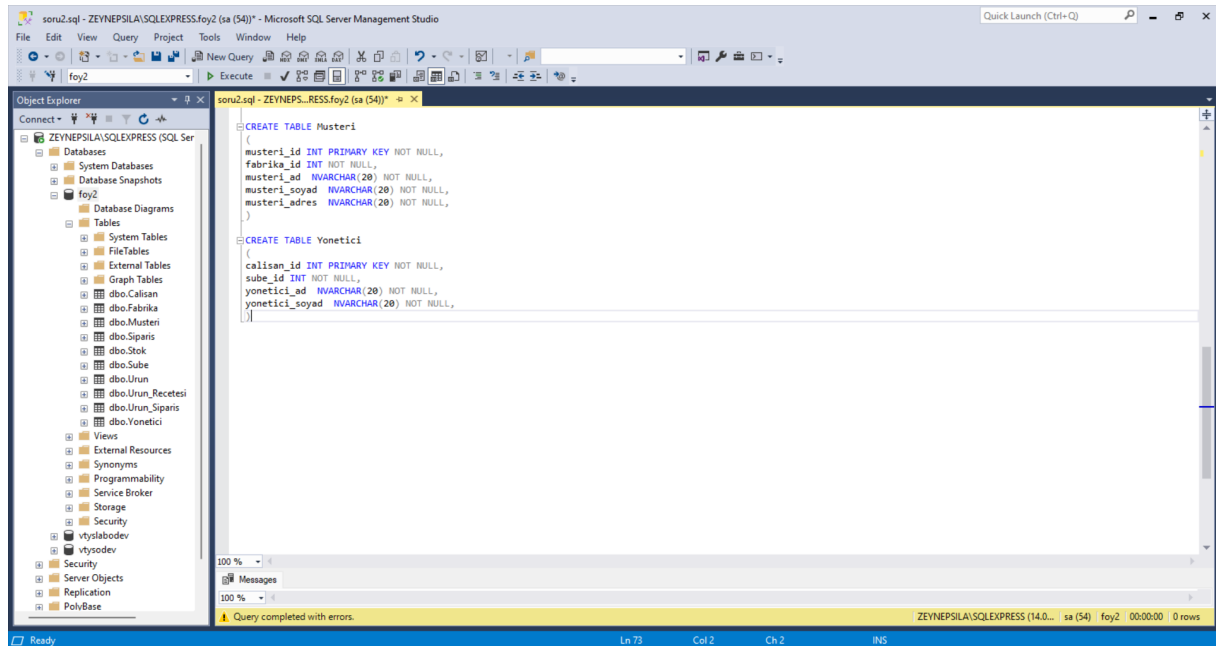 soru2.sql - ZEYNEPSILA\SQLEXPRESS.foy2 (sa (54))* - Microsoft SQL Server Management Studio
Quick Launch (Ctrl+Q)
File Edit View Query Project Tools Window Help
New Query
foy2
Execute
Object Explorer
soru2.sql - ZEYNEPS...RESS.foy2 (sa (54))*
Connect
ZEYNEPSILA\SQLEXPRESS (SQL Ser
Databases
System Databases
Database Snapshots
foy2
Database Diagrams
Tables
System Tables
FileTables
External Tables
Graph Tables
dbo.Calisan
dbo.Fabrika
dbo.Musteri
dbo.Siparis
dbo.Stok
dbo.Sube
dbo.Urun
dbo.Urun_Recetesi
dbo.Urun_Siparis
dbo.Yonetici
Views
External Resources
Synonyms
Programmability
Service Broker
Storage
Security
vtyslabodev
vtysodev
Security
Server Objects
Replication
PolyBase
CREATE TABLE Musteri
(
musteri_id INT PRIMARY KEY NOT NULL,
fabrika_id INT NOT NULL,
musteri_ad NVARCHAR(20) NOT NULL,
musteri_soyad NVARCHAR(20) NOT NULL,
musteri_adres NVARCHAR(20) NOT NULL,
)
CREATE TABLE Yonetici
(
calisan_id INT PRIMARY KEY NOT NULL,
sube_id INT NOT NULL,
yonetici_ad NVARCHAR(20) NOT NULL,
yonetici_soyad NVARCHAR(20) NOT NULL,
)
100 %
Messages
100 %
Query completed with errors.
ZEYNEPSILA\SQLEXPRESS (14.0... sa (54) foy2 00:00:00 0 rows
Ready Ln 73 Col 2 Ch 2 INS